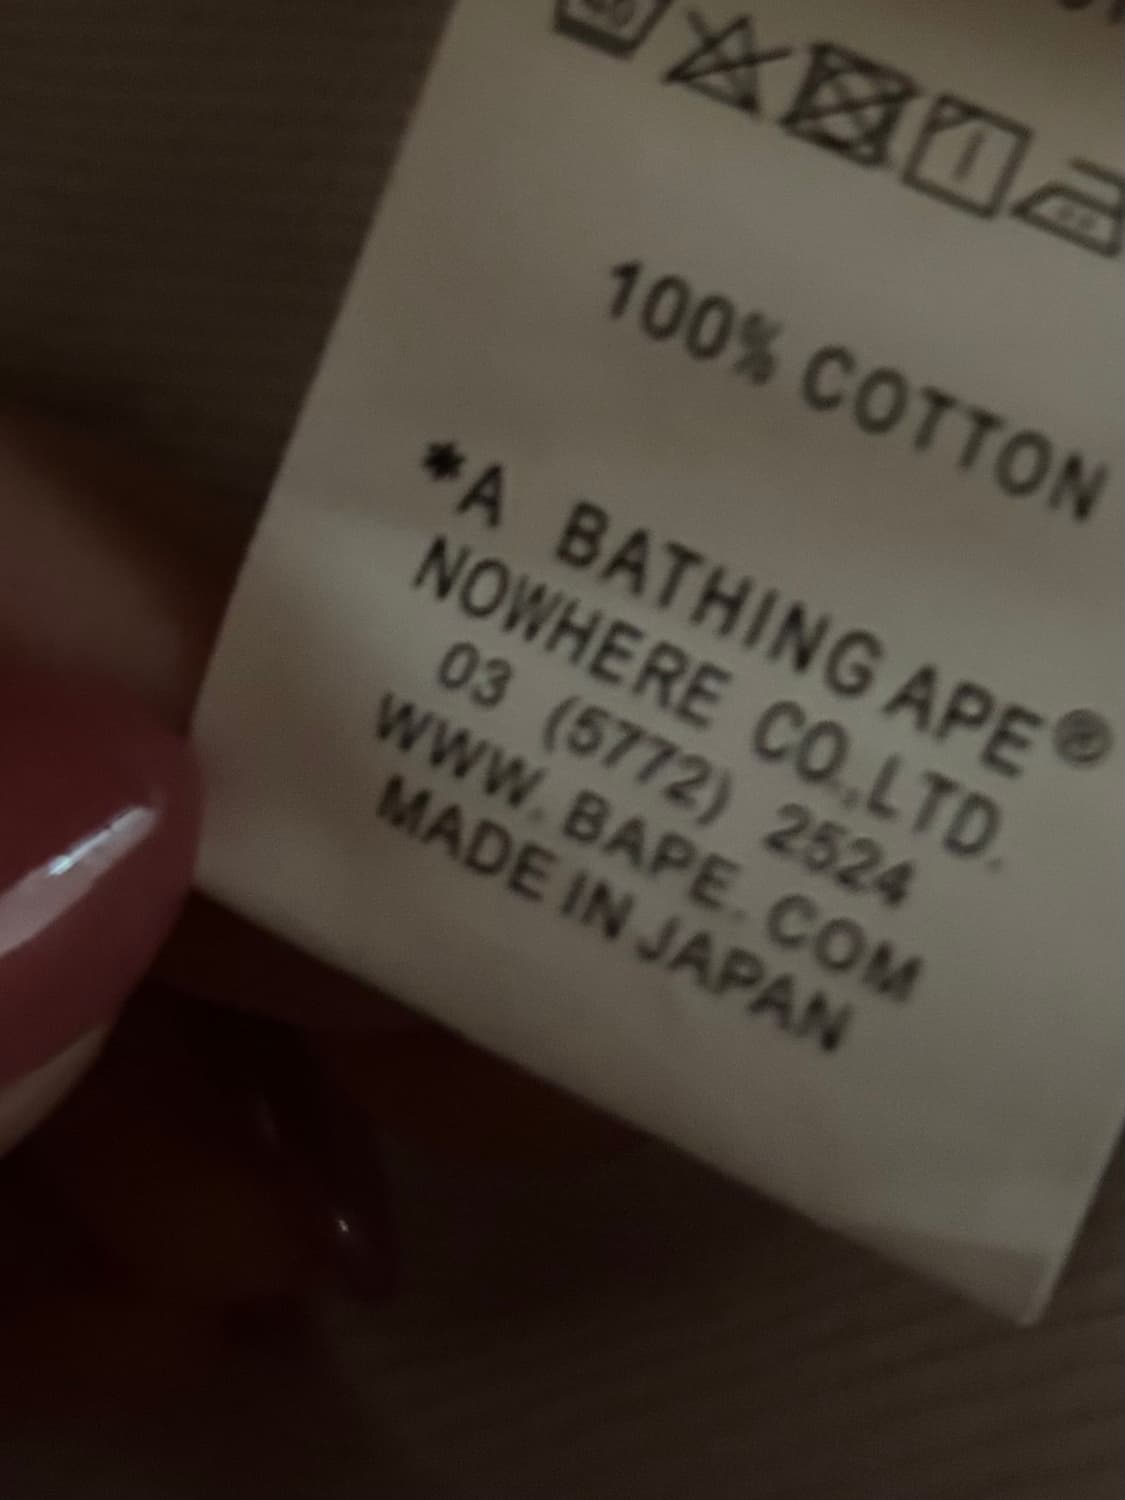 100% COTTON
*A BATHING APE®
NOWHERE CO.,LTD.
03 (5772) 2524
WWW. BAPE. COM
MADE IN JAPAN